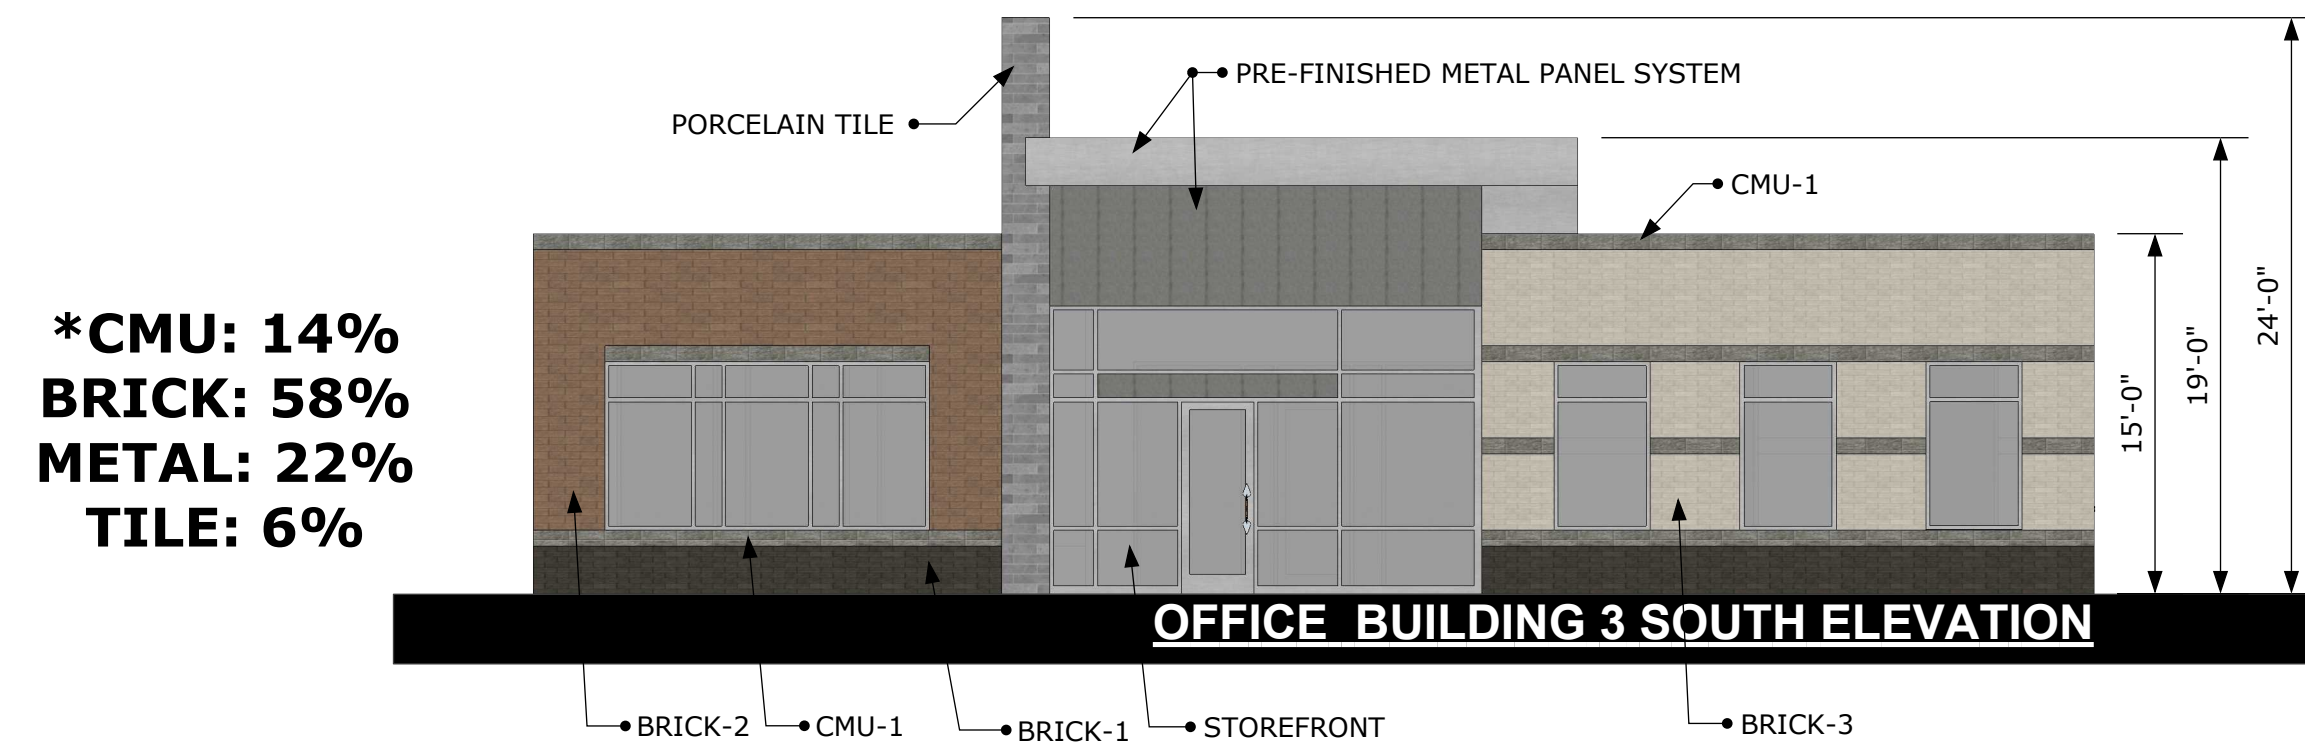 PRE-FINISHED METAL PANEL SYSTEM
PORCELAIN TILE
CMU-1
24'-0"
19'-0"
15'-0"
*CMU: 14%
BRICK: 58%
METAL: 22%
TILE: 6%
OFFICE BUILDING 3 SOUTH ELEVATION
BRICK-2
CMU-1
BRICK-1
STOREFRONT
BRICK-3